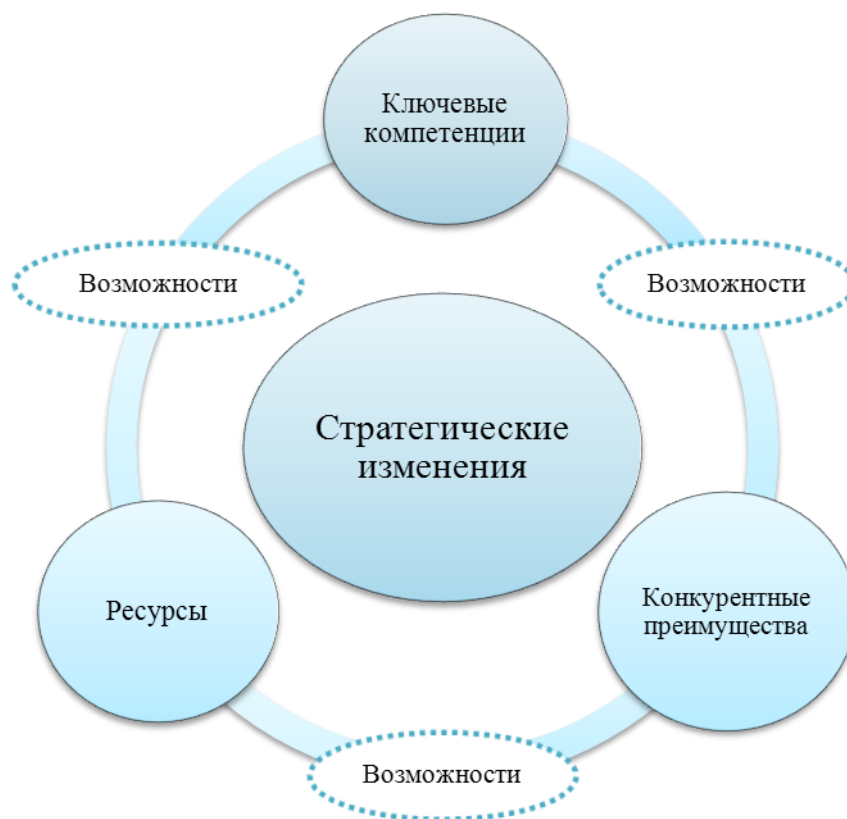 Ключевые
компетенции
Возможности
Возможности
Стратегические
изменения
Ресурсы
Конкурентные
преимущества
Возможности